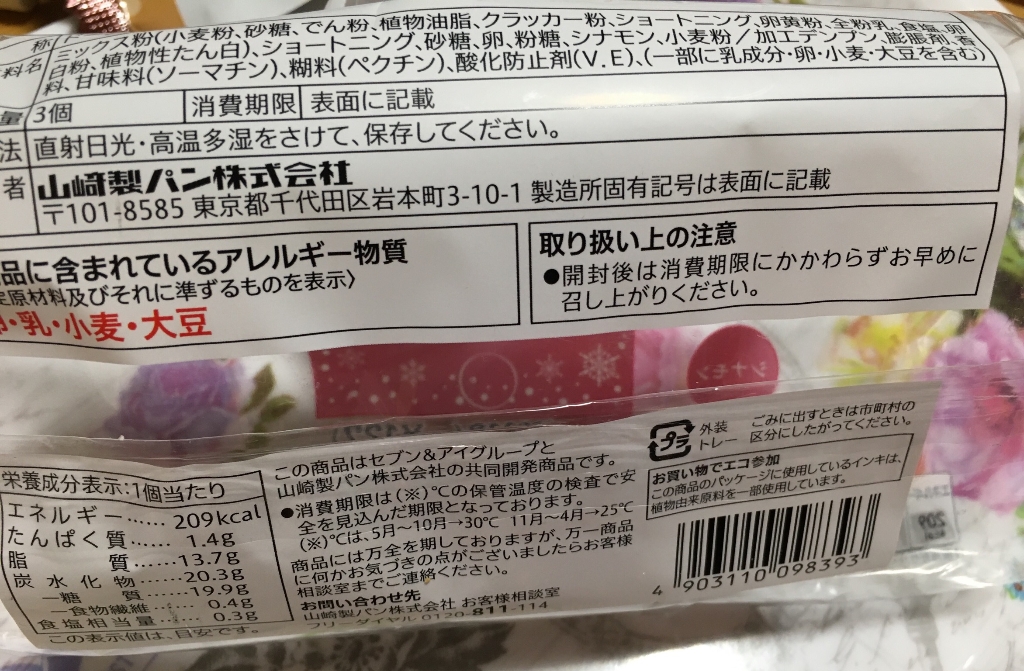 称
ミックス粉(小麦粉、砂糖、でん粉、植物油脂、クラッカー粉、ショートニング、卵黄粉、全粉乳、食塩、卵
料名 白粉、植物性たん白)、ショートニング、砂糖、卵、粉糖、シナモン、小麦粉/加工デンプン、膨脹剤、香
料、甘味料(ソーマチン)、糊料(ペクチン)、酸化防止剤(V.E)、(一部に乳成分・卵・小麦・大豆を含む)
量 3個 消費期限 表面に記載
法 直射日光・高温多湿をさけて、保存してください。
者 山崎製パン株式会社
〒101-8585 東京都千代田区岩本町3-10-1 製造所固有記号は表面に記載
品に含まれているアレルギー物質
定原材料及びそれに準ずるものを表示〉
卵・乳・小麦・大豆
取り扱い上の注意
●開封後は消費期限にかかわらずお早めに
召し上がりください。
シナモン
栄養成分表示:1個当たり
エネルギー……209kcal
たんぱく質……1.4g
脂質……13.7g
炭水化物……20.3g
―糖質……19.9g
―食物繊維……0.4g
食塩相当量……0.3g
この表示値は、目安です。
この商品はセブン&アイグループと
山崎製パン株式会社の共同開発商品です。
●消費期限は(※)℃の保管温度の検査で安
全を見込んだ期限となっております。
(※)℃は、5月~10月→30℃ 11月~4月→25℃
商品には万全を期しておりますが、万一商品
に何かお気づきの点がございましたらお客様
相談室までご連絡ください。
お問い合わせ先
山崎製パン株式会社 お客様相談室
フリーダイヤル 0120-811-114
プラ
外装
トレー
ごみに出すときは市町村の
区分にしたがってください。
お買い物でエコ参加
この商品のパッケージに使用しているインキは、
植物由来原料を一部使用しています。
4 903110 098393